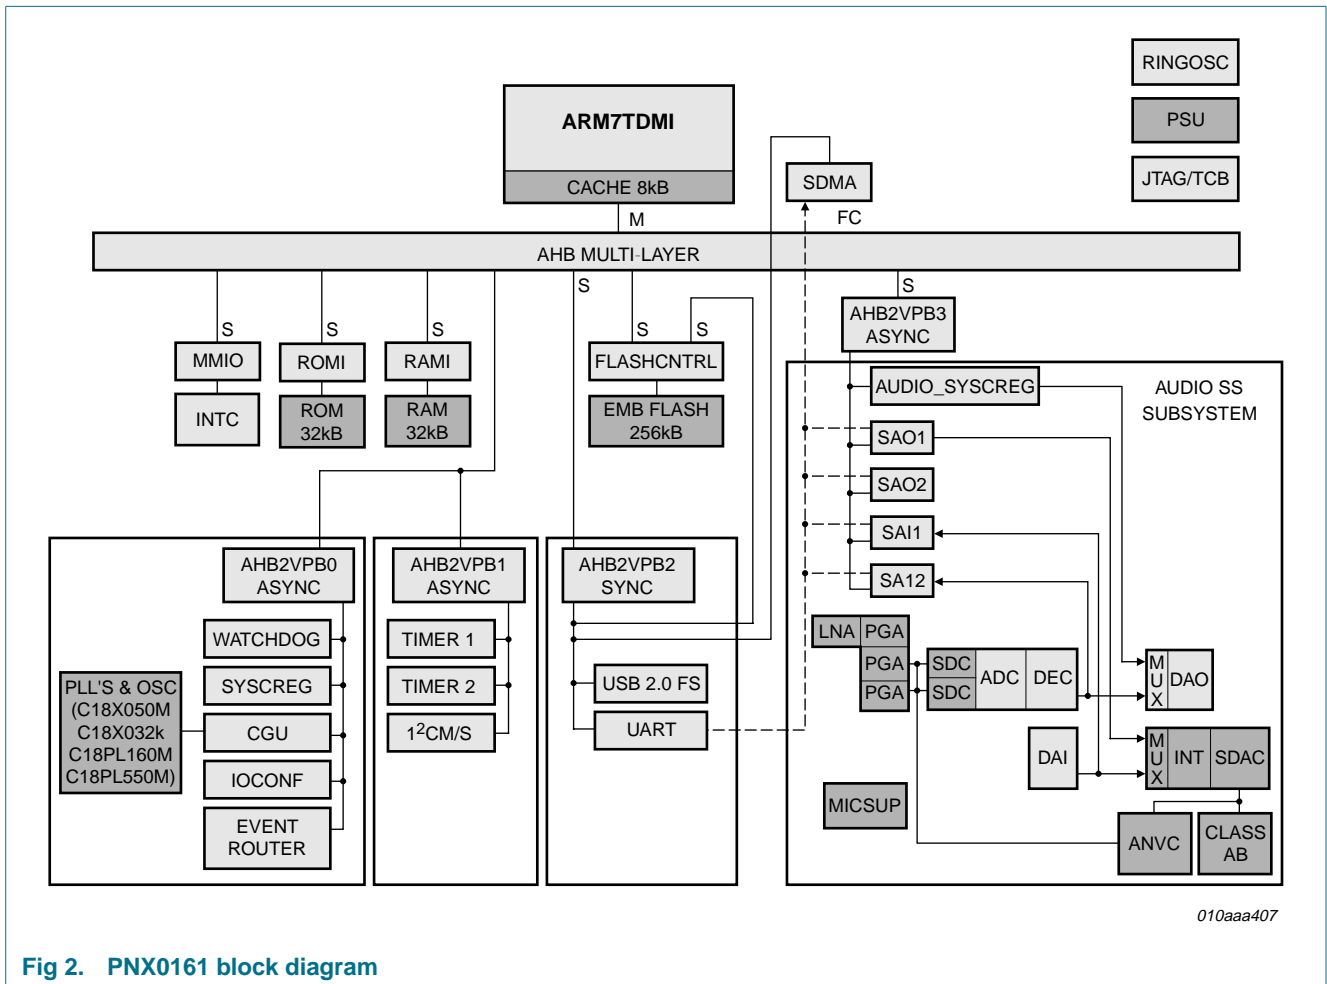 RINGOSC
PSU
JTAG/TCB
ARM7TDMI
CACHE 8kB
SDMA
M
FC
AHB MULTI-LAYER
S
S
S
S
S
S
S
MMIO
INTC
ROMI
ROM
32kB
RAMI
RAM
32kB
FLASHCNTRL
EMB FLASH
256kB
AHB2VPB3
ASYNC
AUDIO_SYSCREG
AUDIO SS
SUBSYSTEM
SAO1
SAO2
SAI1
SA12
AHB2VPB0
ASYNC
WATCHDOG
SYSCREG
CGU
IOCONF
EVENT
ROUTER
PLL'S & OSC
(C18X050M
C18X032k
C18PL160M
C18PL550M)
AHB2VPB1
ASYNC
TIMER 1
TIMER 2
1²CM/S
AHB2VPB2
SYNC
USB 2.0 FS
UART
LNA
PGA
PGA
PGA
SDC
SDC
ADC
DEC
MUX
DAO
DAI
MUX
INT
SDAC
MICSUP
ANVC
CLASS
AB
010aaa407
Fig 2. PNX0161 block diagram